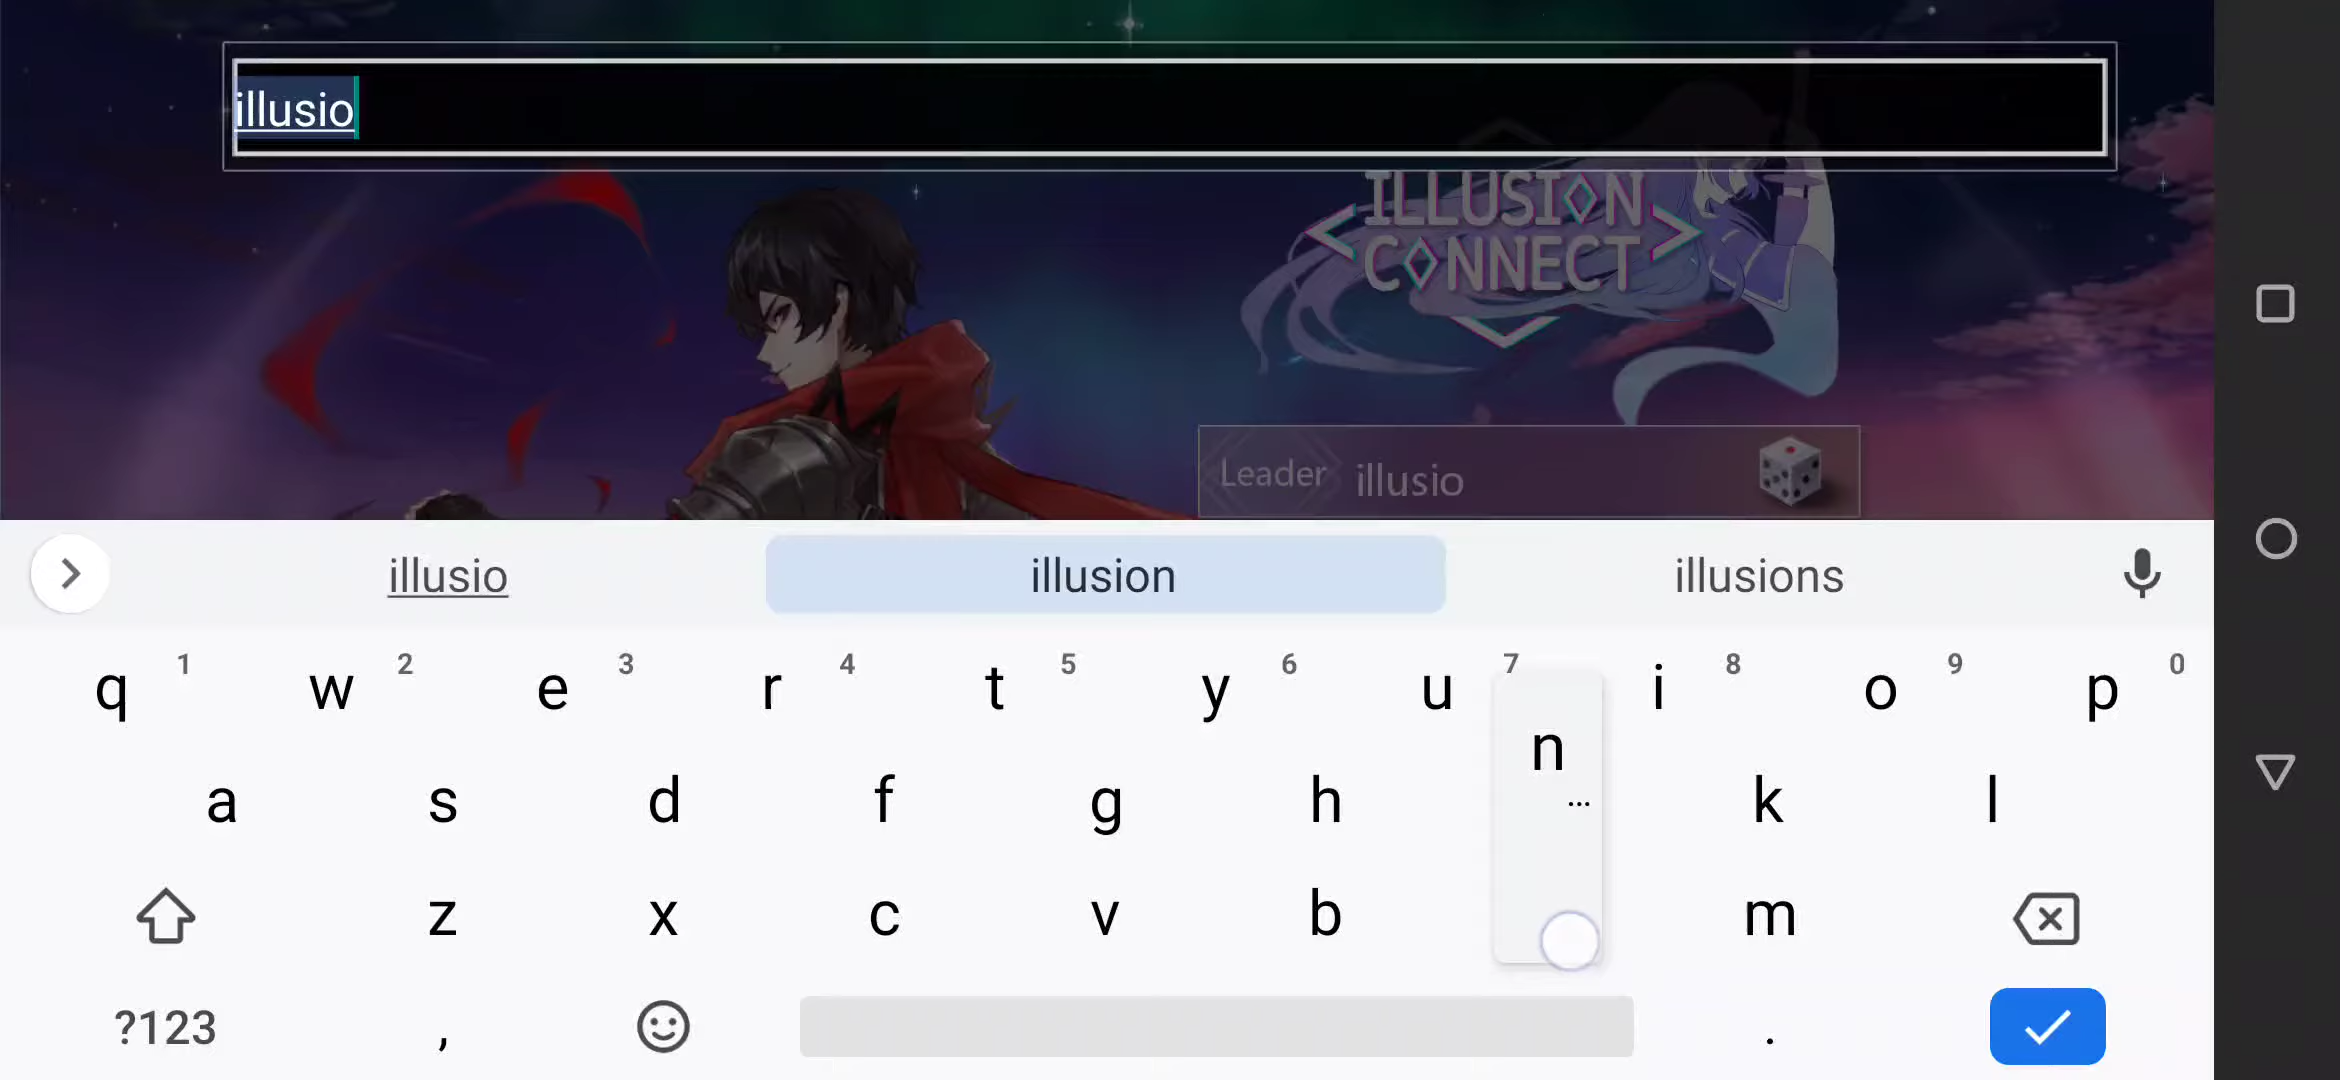 illusio
ILLUSION
CONNECT
Leader illusio
illusio illusion illusions
q 1 w 2 e 3 r 4 t 5 y 6 u 7 i 8 o 9 p 0
a s d f g h k l
n
...
z x c v b m
?123 , .